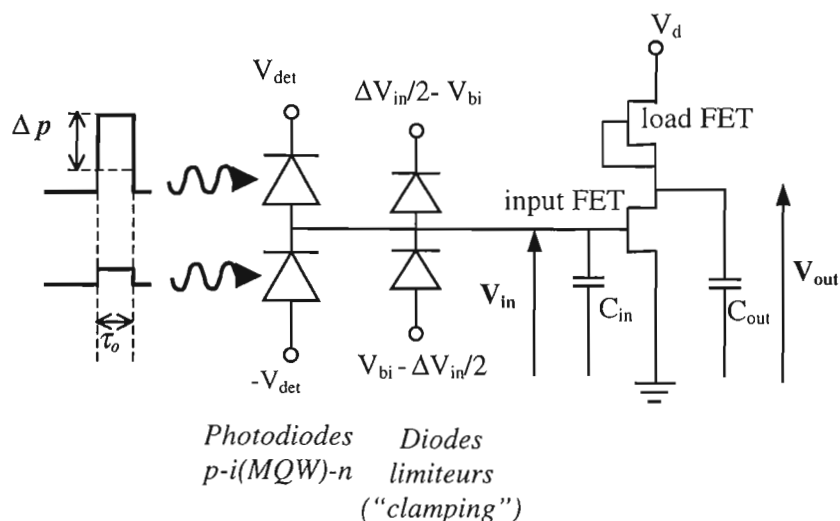 V_d
V_det
ΔV_in/2- V_bi
Δp
load FET
input FET
V_in
C_in
C_out
V_out
τ_o
-V_det
V_bi - ΔV_in/2
Photodiodes
p-i(MQW)-n
Diodes
limiteurs
(“clamping”)